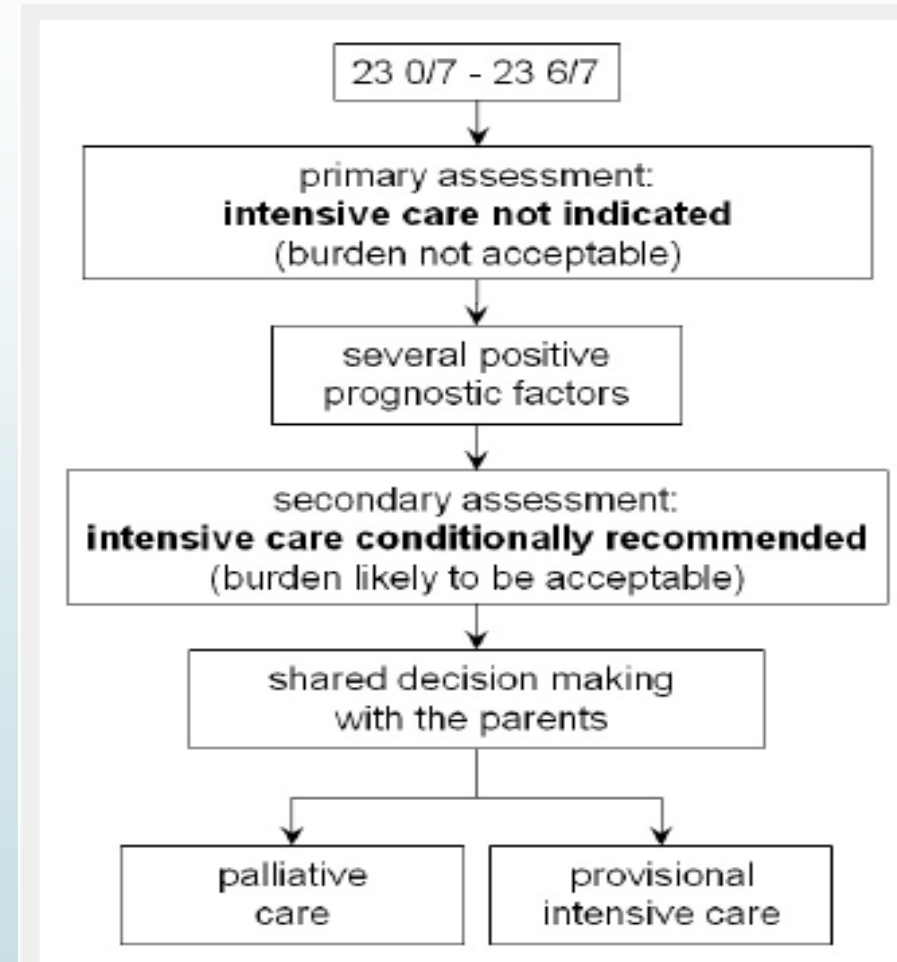 23 0/7 - 23 6/7
primary assessment:
intensive care not indicated
(burden not acceptable)
several positive
prognostic factors
secondary assessment:
intensive care conditionally recommended
(burden likely to be acceptable)
shared decision making
with the parents
palliative
care
provisional
intensive care